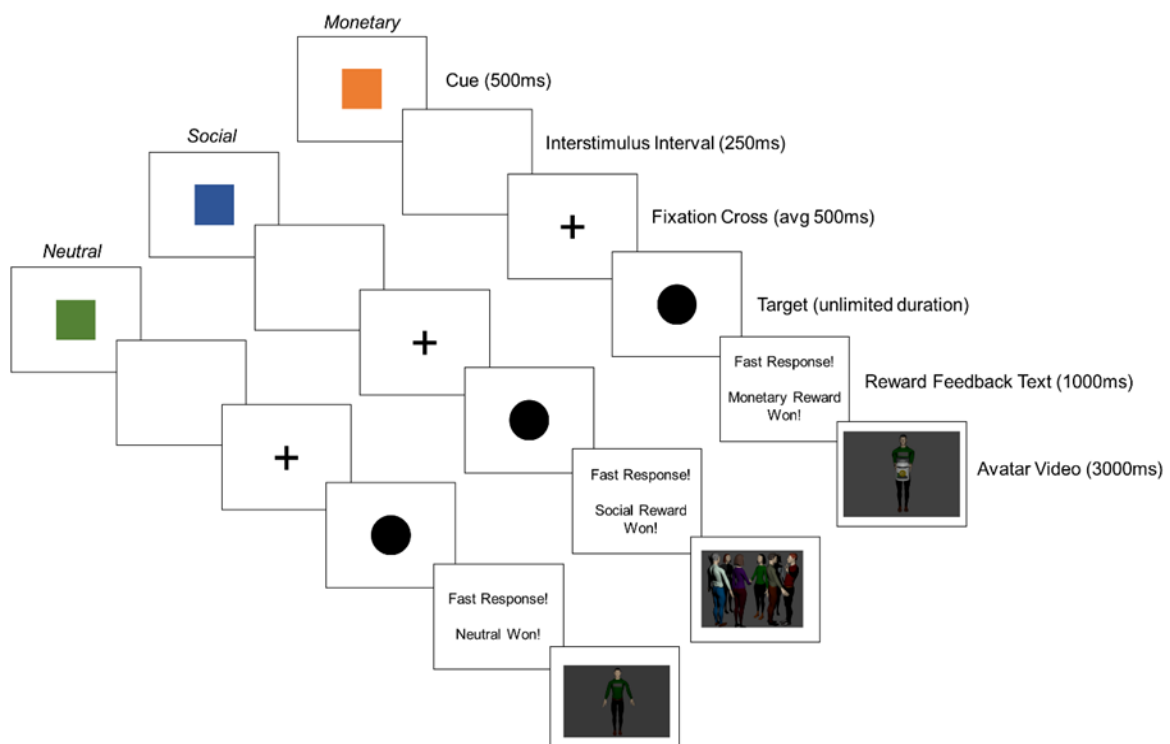 Monetary
Cue (500ms)
Social
Interstimulus Interval (250ms)
Neutral
Fixation Cross (avg 500ms)
Target (unlimited duration)
Fast Response!
Monetary Reward
Won!
Reward Feedback Text (1000ms)
Avatar Video (3000ms)
Fast Response!
Social Reward
Won!
Fast Response!
Neutral Won!